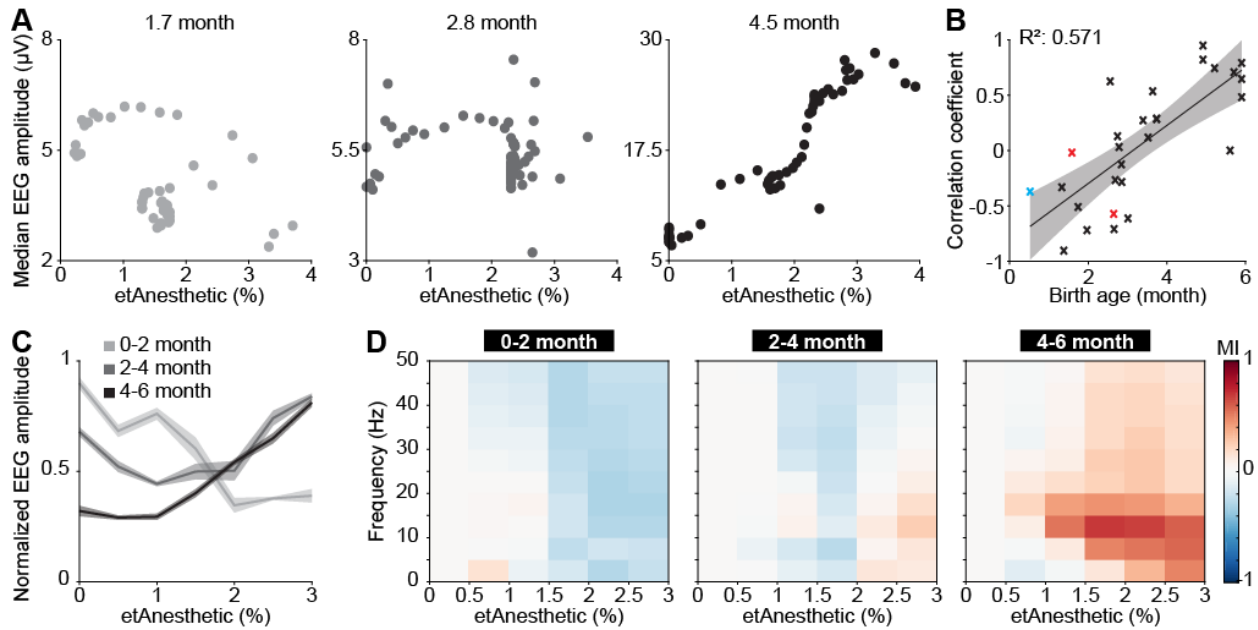 A
1.7 month
2.8 month
4.5 month
B
Median EEG amplitude (µV)
8
5
2
0
1
2
3
4
etAnesthetic (%)
8
5.5
3
0
1
2
3
4
etAnesthetic (%)
30
17.5
5
0
1
2
3
4
etAnesthetic (%)
R²: 0.571
Correlation coefficient
1
0.5
0
-0.5
-1
0
2
4
6
Birth age (month)
C
0-2 month
2-4 month
4-6 month
Normalized EEG amplitude
1
0.5
0
0
1
2
3
etAnesthetic (%)
D
0-2 month
2-4 month
4-6 month
Frequency (Hz)
50
40
30
20
10
0
0
0.5
1
1.5
2
2.5
3
etAnesthetic (%)
0
0.5
1
1.5
2
2.5
3
etAnesthetic (%)
0
0.5
1
1.5
2
2.5
3
etAnesthetic (%)
MI
1
0
1